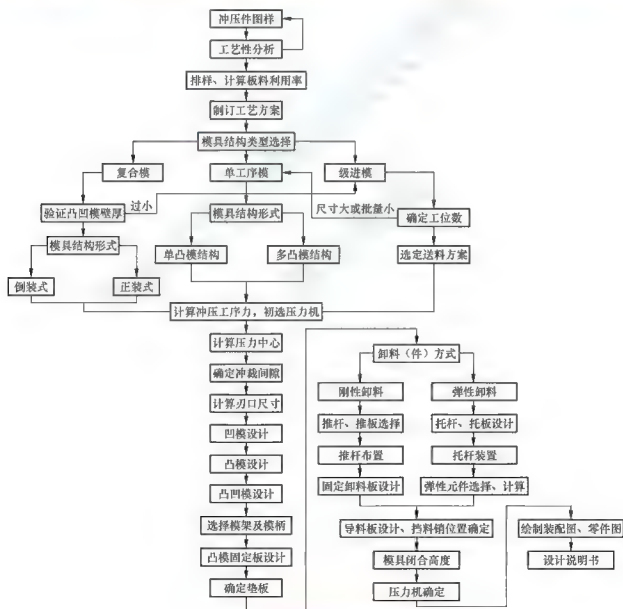 冲压件图样
工艺性分析
排样、计算板料利用率
制订工艺方案
模具结构类型选择
复合模
单工序模
级进模
验证凸凹模壁厚
过小
模具结构形式
尺寸大或批量小
确定工位数
模具结构形式
单凸模结构
多凸模结构
选定送料方案
倒装式
正装式
计算冲压工序力，初选压力机
计算压力中心
确定冲裁间隙
计算刃口尺寸
凹模设计
凸模设计
凸凹模设计
选择模架及模柄
凸模固定板设计
确定垫板
卸料（件）方式
刚性卸料
弹性卸料
推杆、推板选择
托杆、托板设计
推杆布置
托杆装置
固定卸料板设计
弹性元件选择、计算
导料板设计、挡料销位置确定
模具闭合高度
压力机确定
绘制装配图、零件图
设计说明书